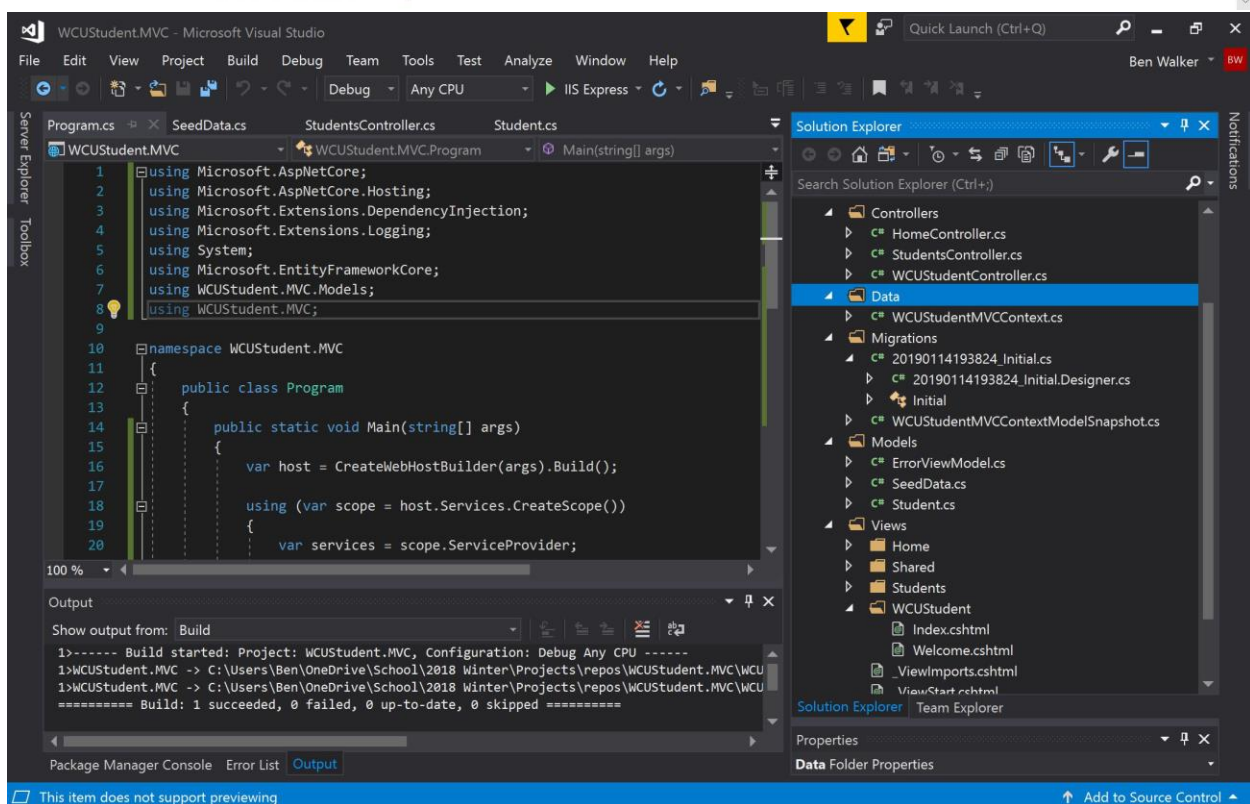 WCUStudent.MVC - Microsoft Visual Studio
Quick Launch (Ctrl+Q)
File Edit View Project Build Debug Team Tools Test Analyze Window Help
Ben Walker BW
Debug Any CPU IIS Express
Server Explorer
Toolbox
Program.cs SeedData.cs StudentsController.cs Student.cs
WCUStudent.MVC WCUStudent.MVC.Program Main(string[] args)
1 using Microsoft.AspNetCore;
2 using Microsoft.AspNetCore.Hosting;
3 using Microsoft.Extensions.DependencyInjection;
4 using Microsoft.Extensions.Logging;
5 using System;
6 using Microsoft.EntityFrameworkCore;
7 using WCUStudent.MVC.Models;
8 using WCUStudent.MVC;
9
10 namespace WCUStudent.MVC
11 {
12 public class Program
13 {
14 public static void Main(string[] args)
15 {
16 var host = CreateWebHostBuilder(args).Build();
17
18 using (var scope = host.Services.CreateScope())
19 {
20 var services = scope.ServiceProvider;
100 %
Output
Show output from: Build
1>------ Build started: Project: WCUStudent.MVC, Configuration: Debug Any CPU ------
1>WCUStudent.MVC -> C:\Users\Ben\OneDrive\School\2018 Winter\Projects\repos\WCUStudent.MVC\WCU
1>WCUStudent.MVC -> C:\Users\Ben\OneDrive\School\2018 Winter\Projects\repos\WCUStudent.MVC\WCU
========== Build: 1 succeeded, 0 failed, 0 up-to-date, 0 skipped ==========
Package Manager Console Error List Output
Solution Explorer
Search Solution Explorer (Ctrl+;)
Controllers
C# HomeController.cs
C# StudentsController.cs
C# WCUStudentController.cs
Data
C# WCUStudentMVCContext.cs
Migrations
C# 20190114193824_Initial.cs
C# 20190114193824_Initial.Designer.cs
Initial
C# WCUStudentMVCContextModelSnapshot.cs
Models
C# ErrorViewModel.cs
C# SeedData.cs
C# Student.cs
Views
Home
Shared
Students
WCUStudent
Index.cshtml
Welcome.cshtml
_ViewImports.cshtml
_ViewStart.cshtml
Solution Explorer Team Explorer
Properties
Data Folder Properties
Notifications
This item does not support previewing
Add to Source Control